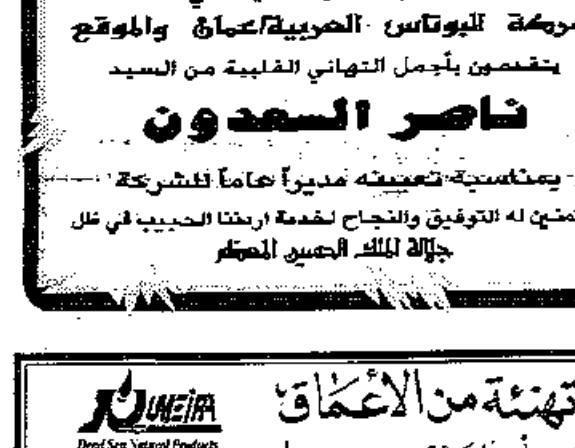 شركة البوتاس العربية/عمان والموقع
يتقدمون بأجمل التهاني القلبية من السيد
ناصر السعدون
بمناسبة تعيينه مديراً عاماً للشركة
متمنين له التوفيق والنجاح لخدمة اردننا الحبيب في ظل
جلالة الملك الحسين المعظم
تهنئة من الأعماق
JUMEIRA
Dead Sea Natural Products